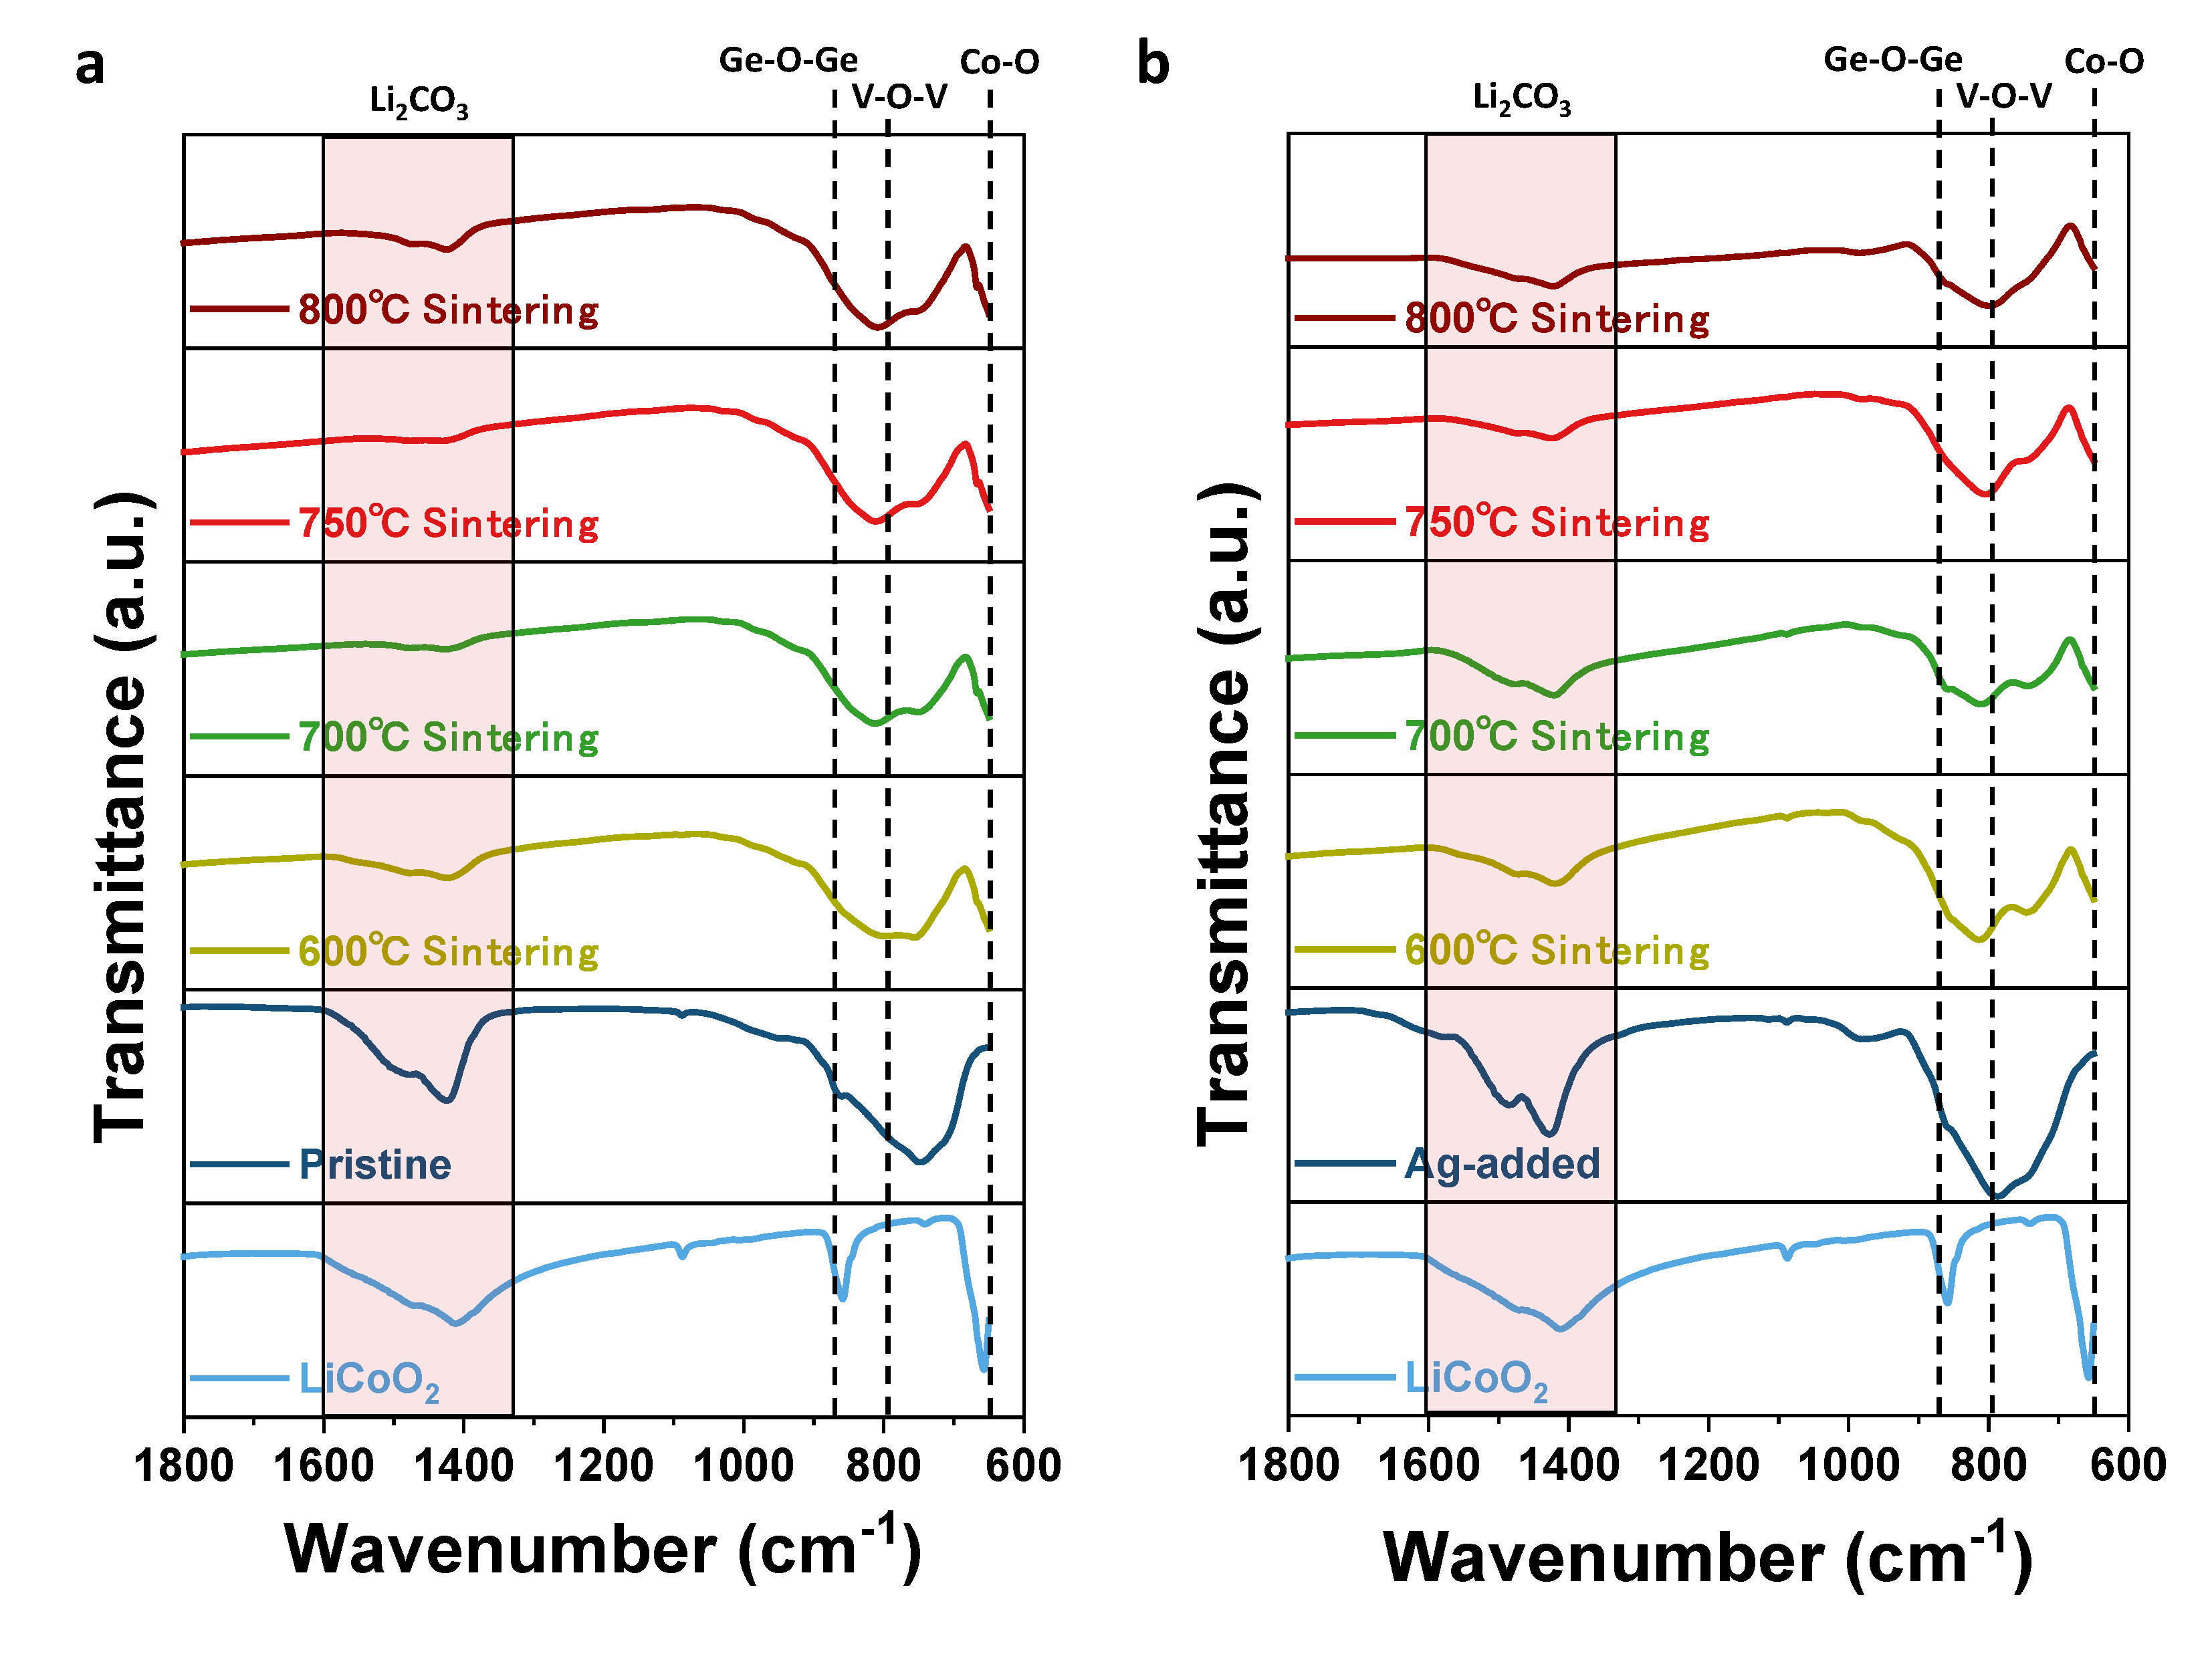 a
Ge-O-Ge
Co-O
Li₂CO₃
V-O-V
800℃ Sintering
750℃ Sintering
700℃ Sintering
600℃ Sintering
Pristine
LiCoO₂
Transmittance (a.u.)
1800 1600 1400 1200 1000 800 600
Wavenumber (cm⁻¹)
b
Ge-O-Ge
Co-O
Li₂CO₃
V-O-V
800℃ Sintering
750℃ Sintering
700℃ Sintering
600℃ Sintering
Ag-added
LiCoO₂
Transmittance (a.u.)
1800 1600 1400 1200 1000 800 600
Wavenumber (cm⁻¹)